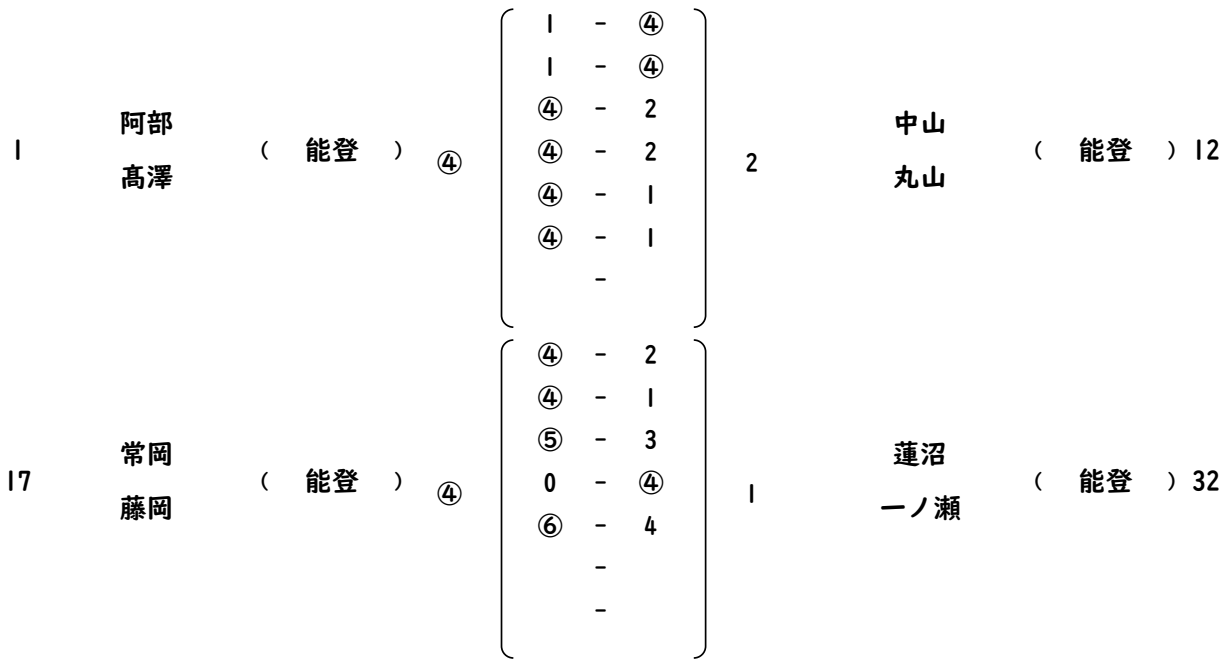 1 - ④
1 - ④
④ - 2
阿部
中山
1 ( 能登 ) ④ ④ - 2 2 ( 能登 ) 12
髙澤
丸山
④ - 1
④ - 1
-
④ - 2
④ - 1
⑤ - 3
常岡
蓮沼
17 ( 能登 ) ④ 0 - ④ 1 ( 能登 ) 32
藤岡
一ノ瀬
⑥ - 4
-
-